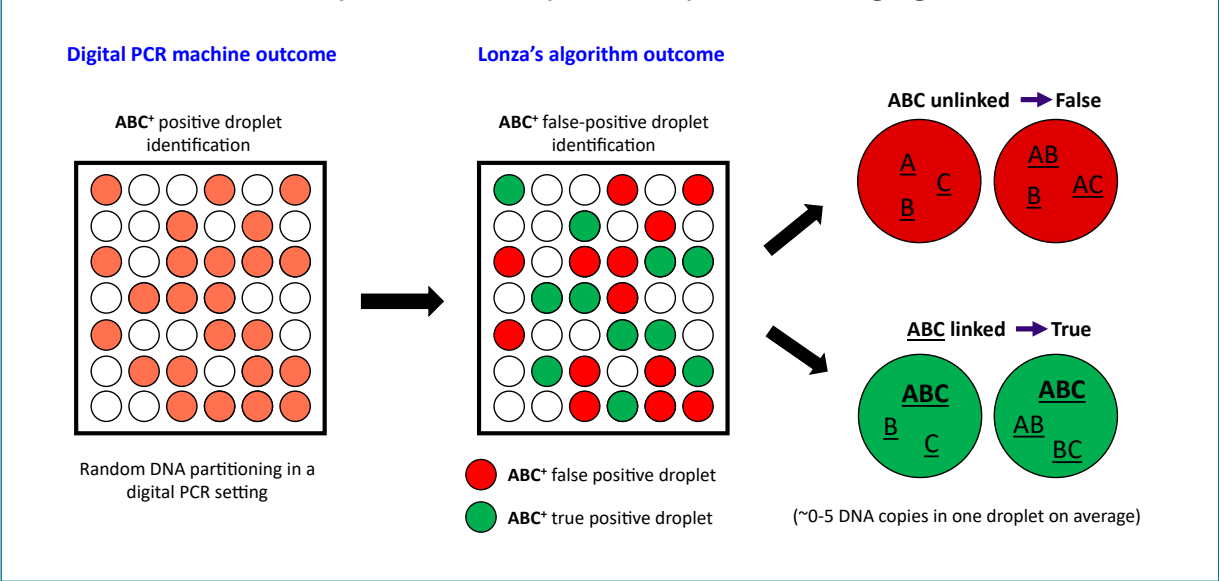 Digital PCR machine outcome
ABC⁺ positive droplet
identification
Random DNA partitioning in a
digital PCR setting
Lonza's algorithm outcome
ABC⁺ false-positive droplet
identification
ABC⁺ false positive droplet
ABC⁺ true positive droplet
ABC unlinked → False
A
C
B
AB
B
AC
ABC linked → True
ABC
B
C
ABC
AB
BC
(~0-5 DNA copies in one droplet on average)